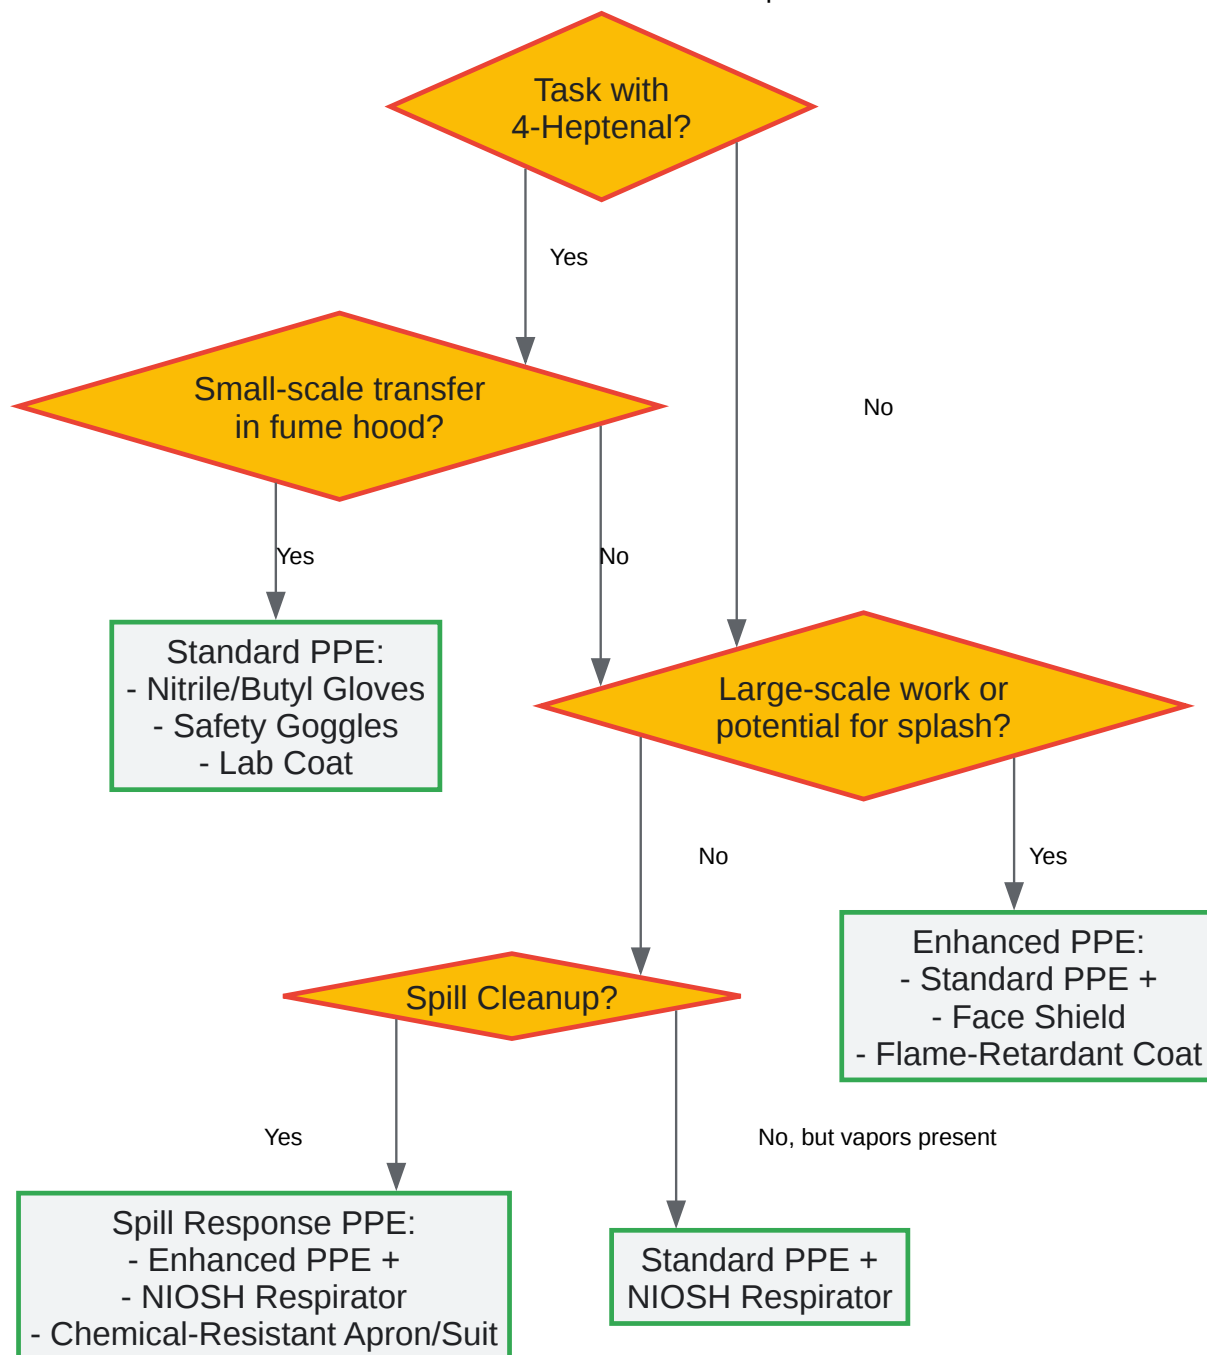 Task with
4-Heptenal?
Yes
Small-scale transfer
in fume hood?
No
Yes
No
Standard PPE:
- Nitrile/Butyl Gloves
- Safety Goggles
- Lab Coat
Large-scale work or
potential for splash?
No
Yes
Enhanced PPE:
- Standard PPE +
- Face Shield
- Flame-Retardant Coat
Spill Cleanup?
Yes
No, but vapors present
Spill Response PPE:
- Enhanced PPE +
- NIOSH Respirator
- Chemical-Resistant Apron/Suit
Standard PPE +
NIOSH Respirator